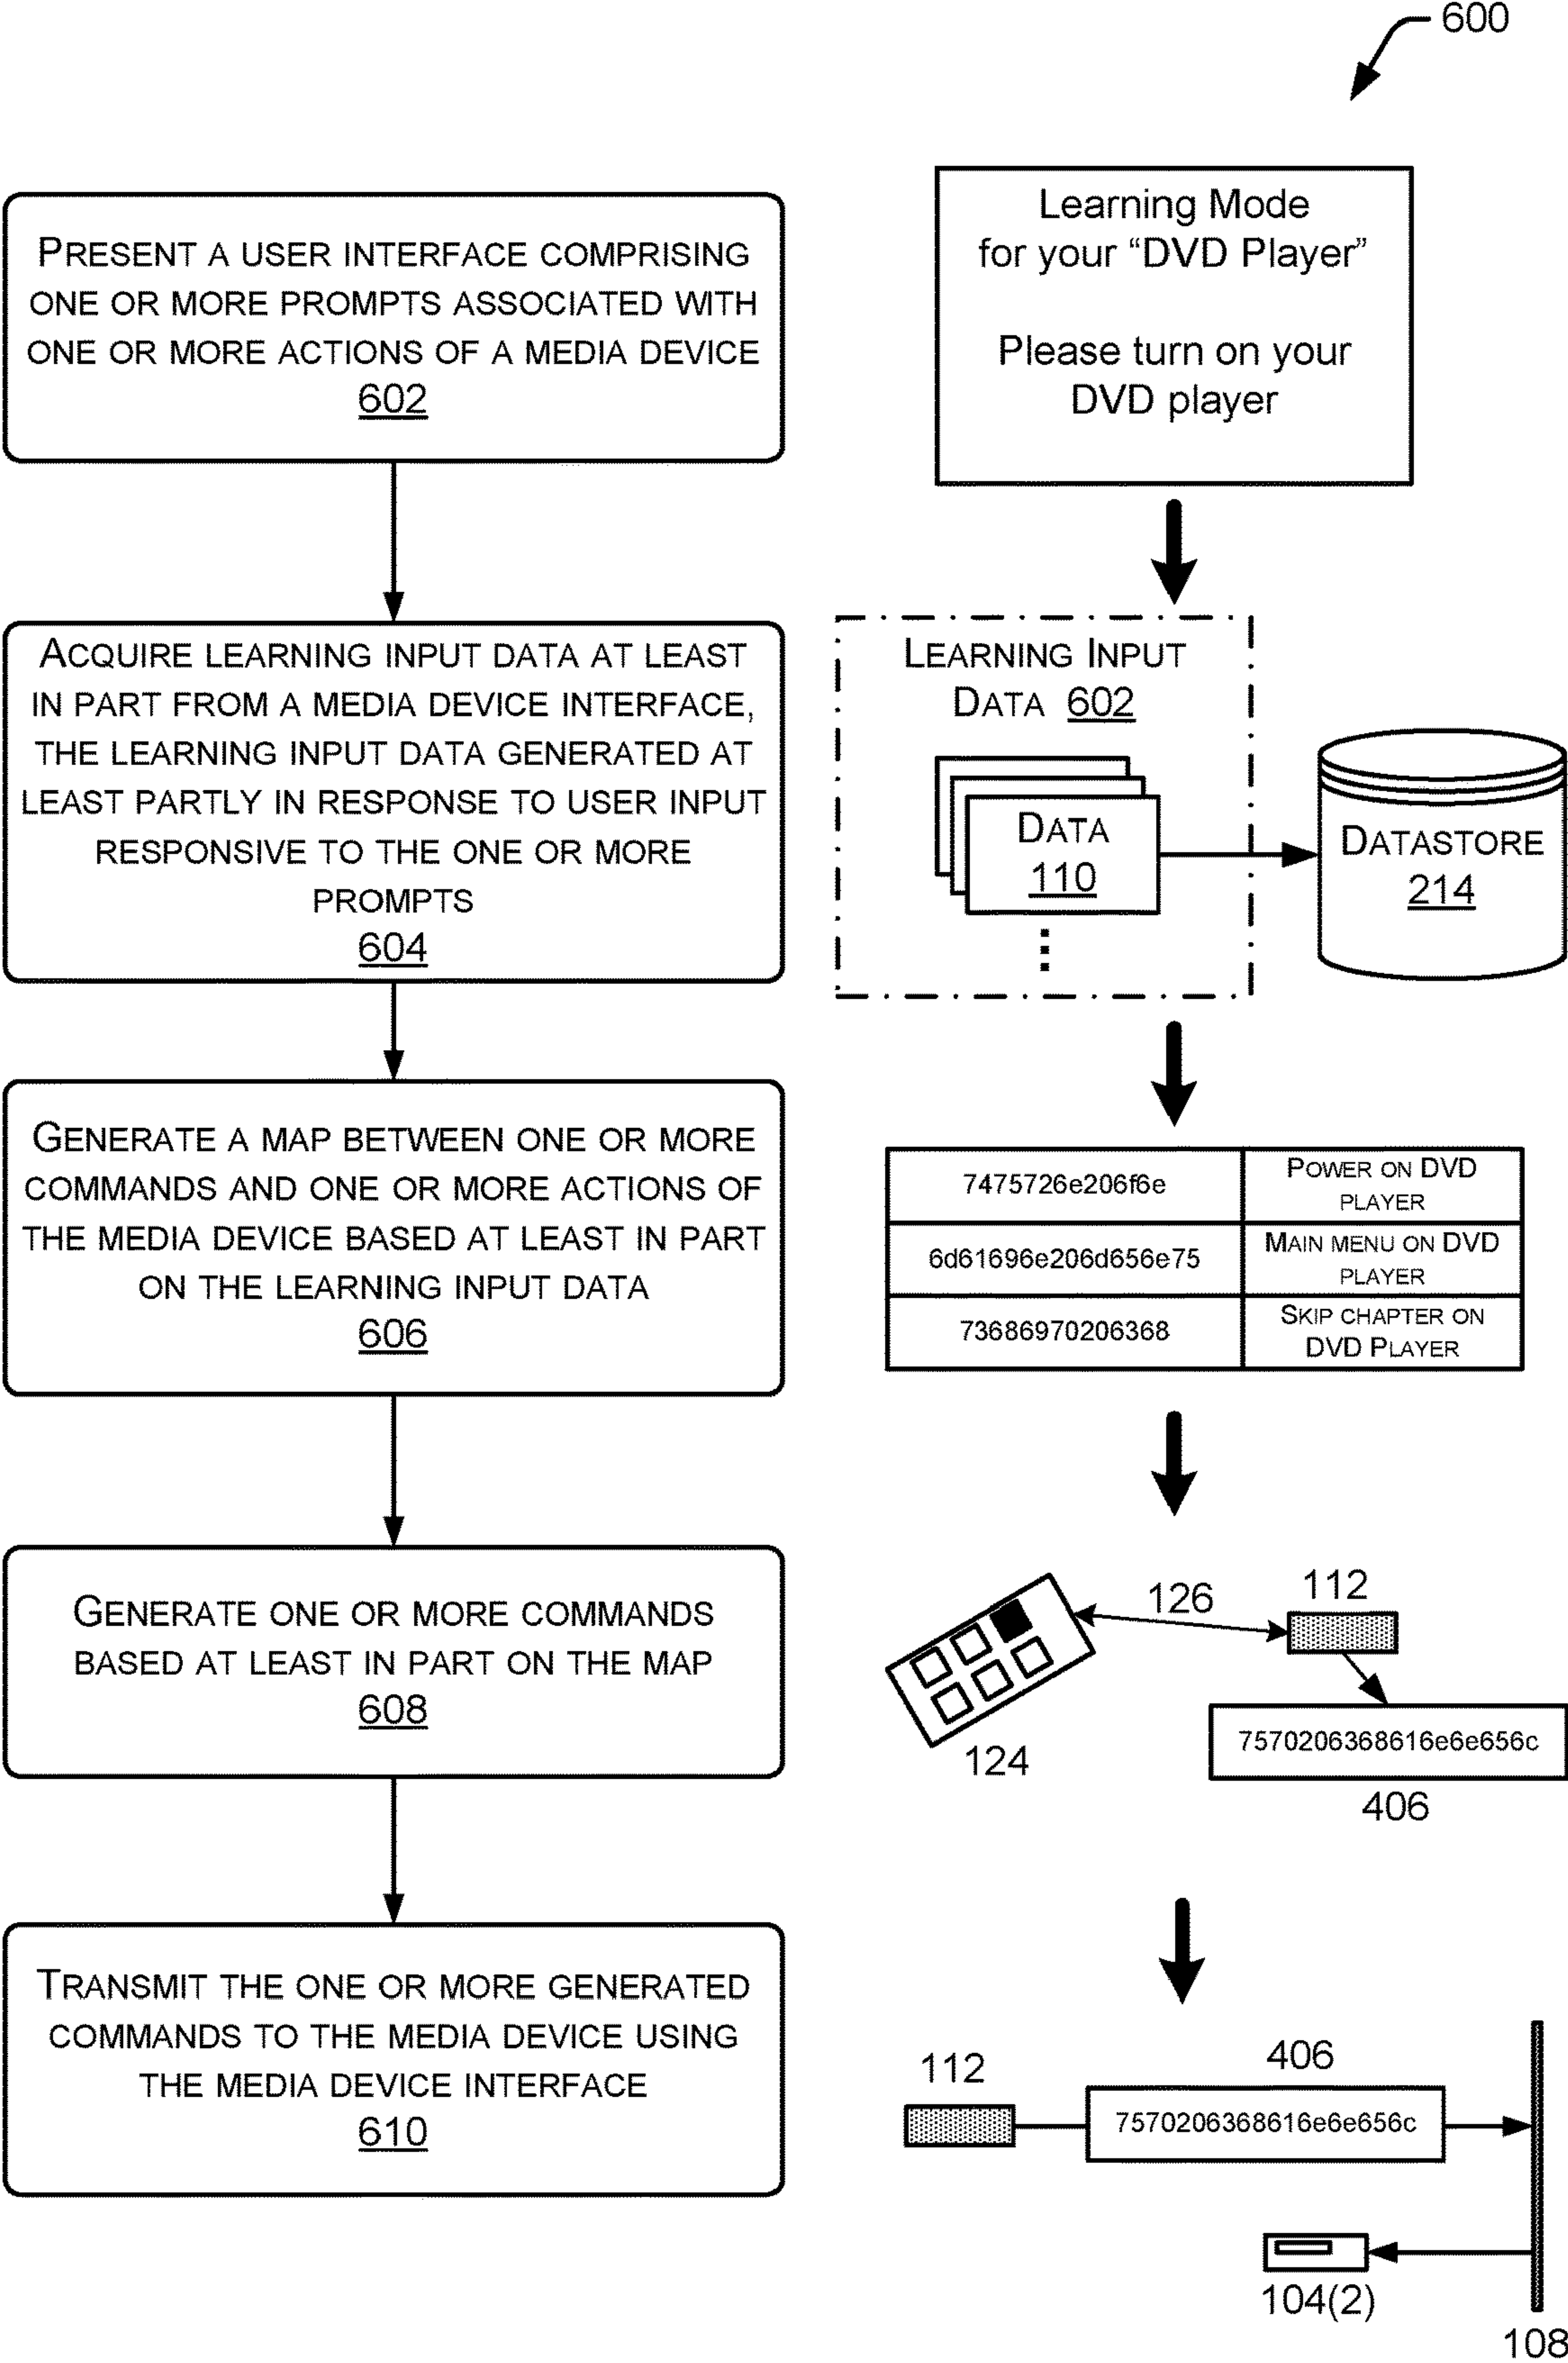 600
PRESENT A USER INTERFACE COMPRISING
ONE OR MORE PROMPTS ASSOCIATED WITH
ONE OR MORE ACTIONS OF A MEDIA DEVICE
602
Learning Mode
for your “DVD Player”
Please turn on your
DVD player
ACQUIRE LEARNING INPUT DATA AT LEAST
IN PART FROM A MEDIA DEVICE INTERFACE,
THE LEARNING INPUT DATA GENERATED AT
LEAST PARTLY IN RESPONSE TO USER INPUT
RESPONSIVE TO THE ONE OR MORE
PROMPTS
604
LEARNING INPUT
DATA 602
DATA
110
DATASTORE
214
GENERATE A MAP BETWEEN ONE OR MORE
COMMANDS AND ONE OR MORE ACTIONS OF
THE MEDIA DEVICE BASED AT LEAST IN PART
ON THE LEARNING INPUT DATA
606
7475726e206f6e
POWER ON DVD
PLAYER
6d61696e206d656e75
MAIN MENU ON DVD
PLAYER
73686970206368
SKIP CHAPTER ON
DVD PLAYER
GENERATE ONE OR MORE COMMANDS
BASED AT LEAST IN PART ON THE MAP
608
126
112
124
7570206368616e6e656c
406
TRANSMIT THE ONE OR MORE GENERATED
COMMANDS TO THE MEDIA DEVICE USING
THE MEDIA DEVICE INTERFACE
610
112
406
7570206368616e6e656c
104(2)
108